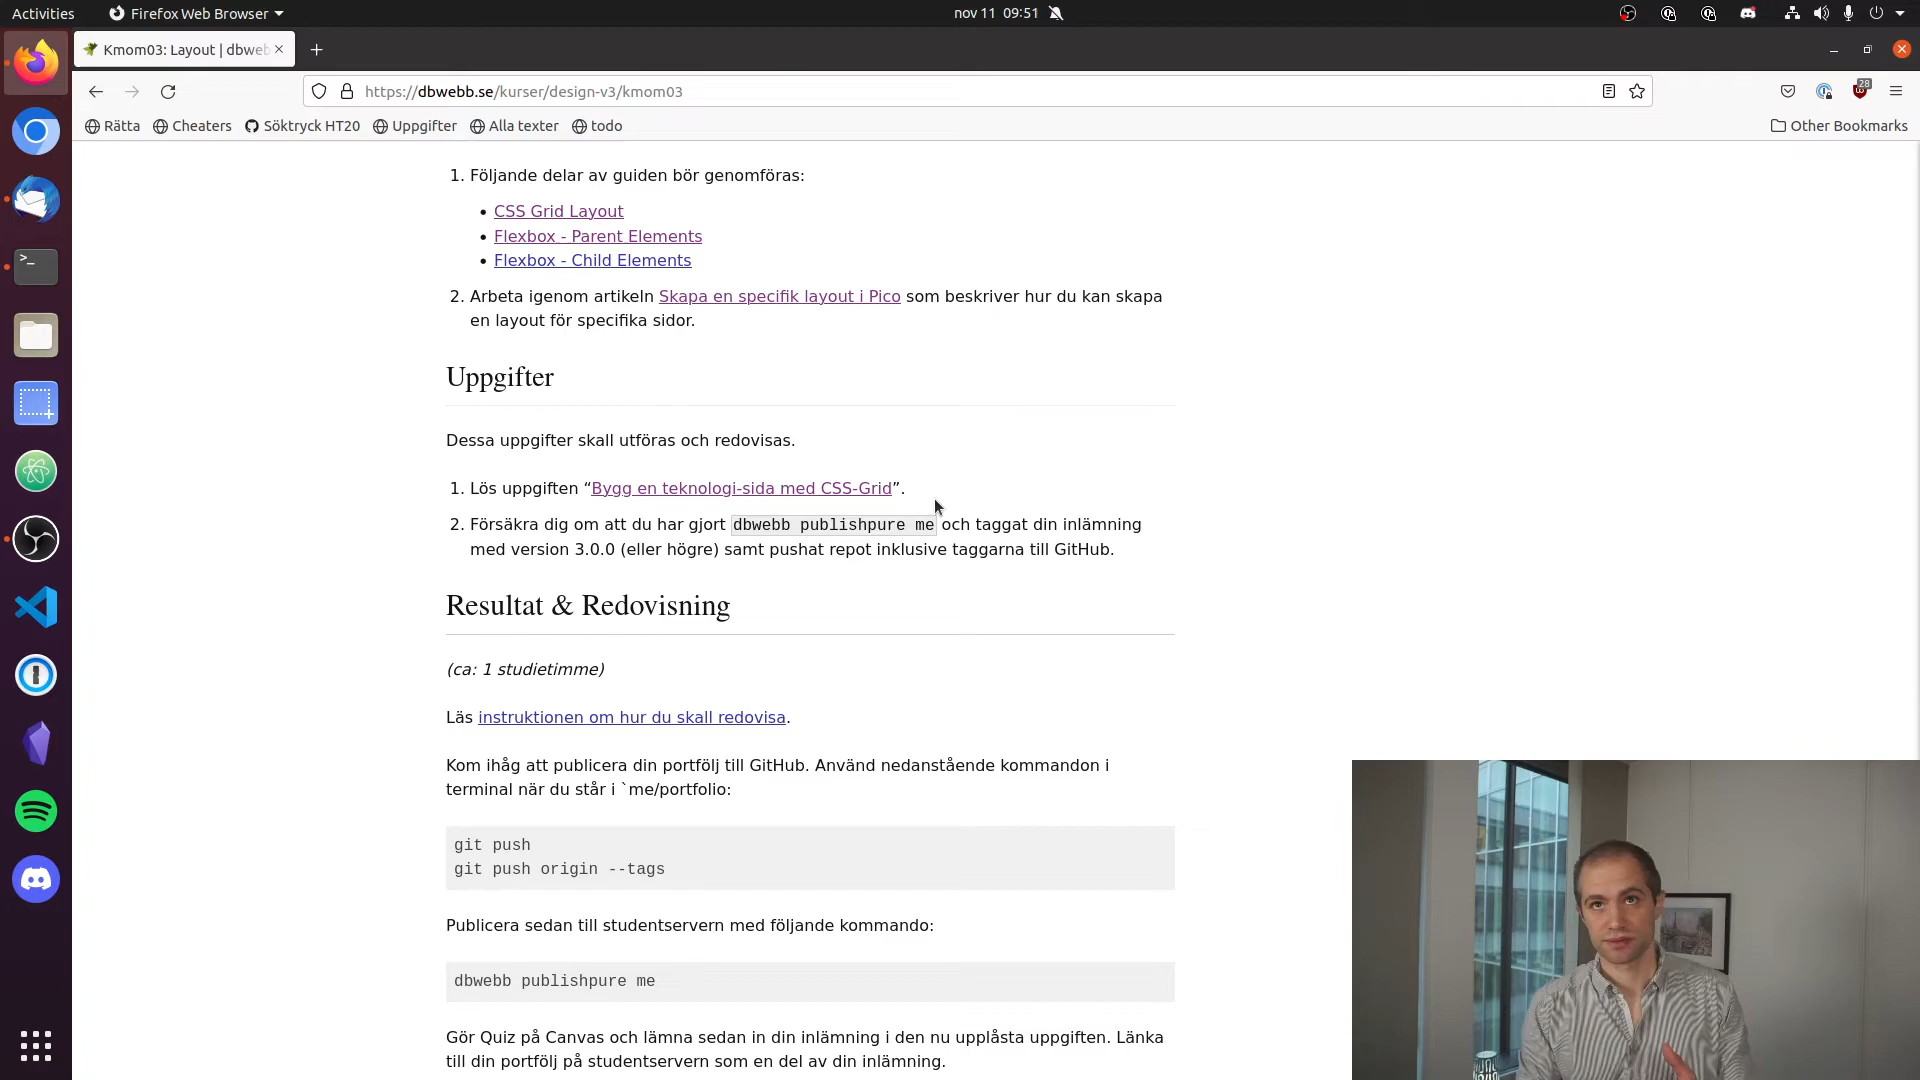 Activities
Firefox Web Browser
nov 11 09:51
Kmom03: Layout | dbweb
https://dbwebb.se/kurser/design-v3/kmom03
28
Rätta
Cheaters
Söktryck HT20
Uppgifter
Alla texter
todo
Other Bookmarks
1. Följande delar av guiden bör genomföras:
• CSS Grid Layout
• Flexbox - Parent Elements
• Flexbox - Child Elements
2. Arbeta igenom artikeln Skapa en specifik layout i Pico som beskriver hur du kan skapa
en layout för specifika sidor.
Uppgifter
Dessa uppgifter skall utföras och redovisas.
1. Lös uppgiften “Bygg en teknologi-sida med CSS-Grid”.
2. Försäkra dig om att du har gjort dbwebb publishpure me och taggat din inlämning
med version 3.0.0 (eller högre) samt pushat repot inklusive taggarna till GitHub.
Resultat & Redovisning
(ca: 1 studietimme)
Läs instruktionen om hur du skall redovisa.
Kom ihåg att publicera din portfölj till GitHub. Använd nedanstående kommandon i
terminal när du står i `me/portfolio:
git push
git push origin --tags
Publicera sedan till studentservern med följande kommando:
dbwebb publishpure me
Gör Quiz på Canvas och lämna sedan in din inlämning i den nu upplåsta uppgiften. Länka
till din portfölj på studentservern som en del av din inlämning.